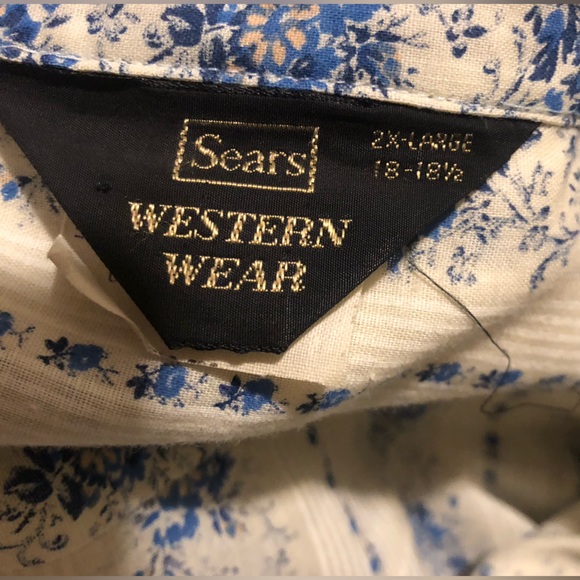 Sears
2X-LARGE
18-18½
WESTERN
WEAR